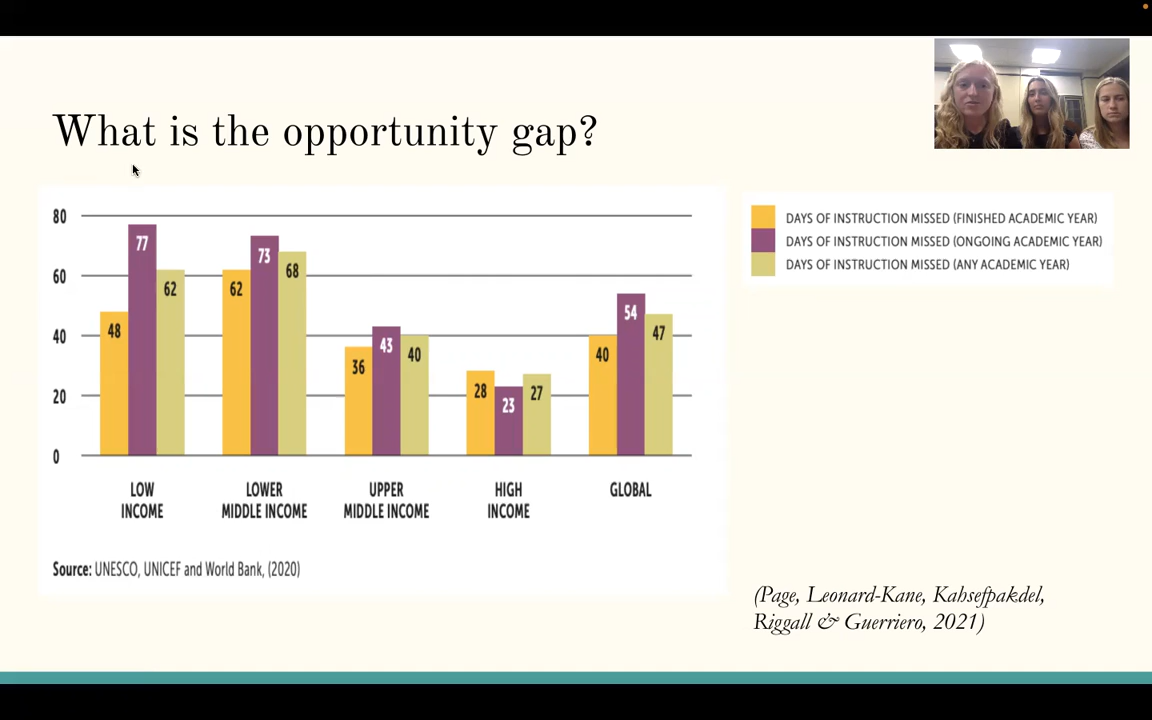 What is the opportunity gap?
80
60
40
20
0
48
77
62
62
73
68
36
43
40
28
23
27
40
54
47
LOW
INCOME
LOWER
MIDDLE INCOME
UPPER
MIDDLE INCOME
HIGH
INCOME
GLOBAL
Source: UNESCO, UNICEF and World Bank, (2020)
DAYS OF INSTRUCTION MISSED (FINISHED ACADEMIC YEAR)
DAYS OF INSTRUCTION MISSED (ONGOING ACADEMIC YEAR)
DAYS OF INSTRUCTION MISSED (ANY ACADEMIC YEAR)
(Page, Leonard-Kane, Kahsefpakdel,
Riggall & Guerriero, 2021)